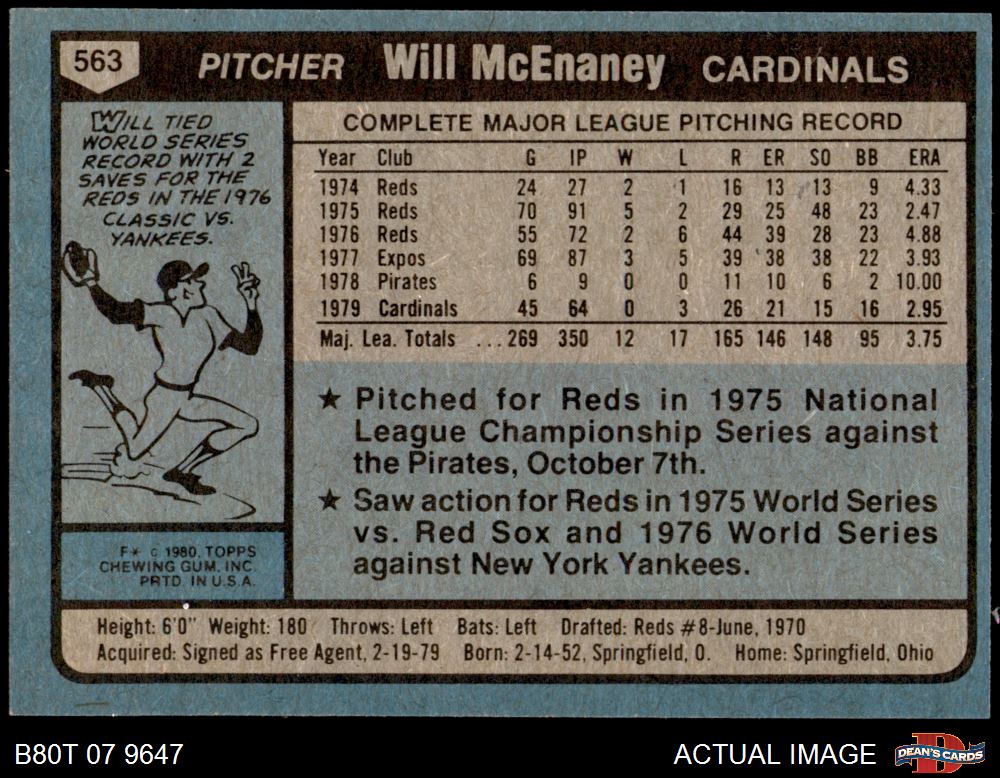 563 PITCHER Will McEnaney CARDINALS
WILL TIED
WORLD SERIES
RECORD WITH 2
SAVES FOR THE
REDS IN THE 1976
CLASSIC VS.
YANKEES.
COMPLETE MAJOR LEAGUE PITCHING RECORD
Year Club G IP W L R ER SO BB ERA
1974 Reds 24 27 2 1 16 13 13 9 4.33
1975 Reds 70 91 5 2 29 25 48 23 2.47
1976 Reds 55 72 2 6 44 39 28 23 4.88
1977 Expos 69 87 3 5 39 38 38 22 3.93
1978 Pirates 6 9 0 0 11 10 6 2 10.00
1979 Cardinals 45 64 0 3 26 21 15 16 2.95
Maj. Lea. Totals ...269 350 12 17 165 146 148 95 3.75
★ Pitched for Reds in 1975 National
League Championship Series against
the Pirates, October 7th.
★ Saw action for Reds in 1975 World Series
vs. Red Sox and 1976 World Series
against New York Yankees.
F* © 1980, TOPPS
CHEWING GUM, INC.
PRTD. IN U.S.A.
Height: 6'0" Weight: 180 Throws: Left Bats: Left Drafted: Reds #8-June, 1970
Acquired: Signed as Free Agent, 2-19-79 Born: 2-14-52, Springfield, O. Home: Springfield, Ohio
B80T 07 9647 ACTUAL IMAGE DEAN'S CARDS